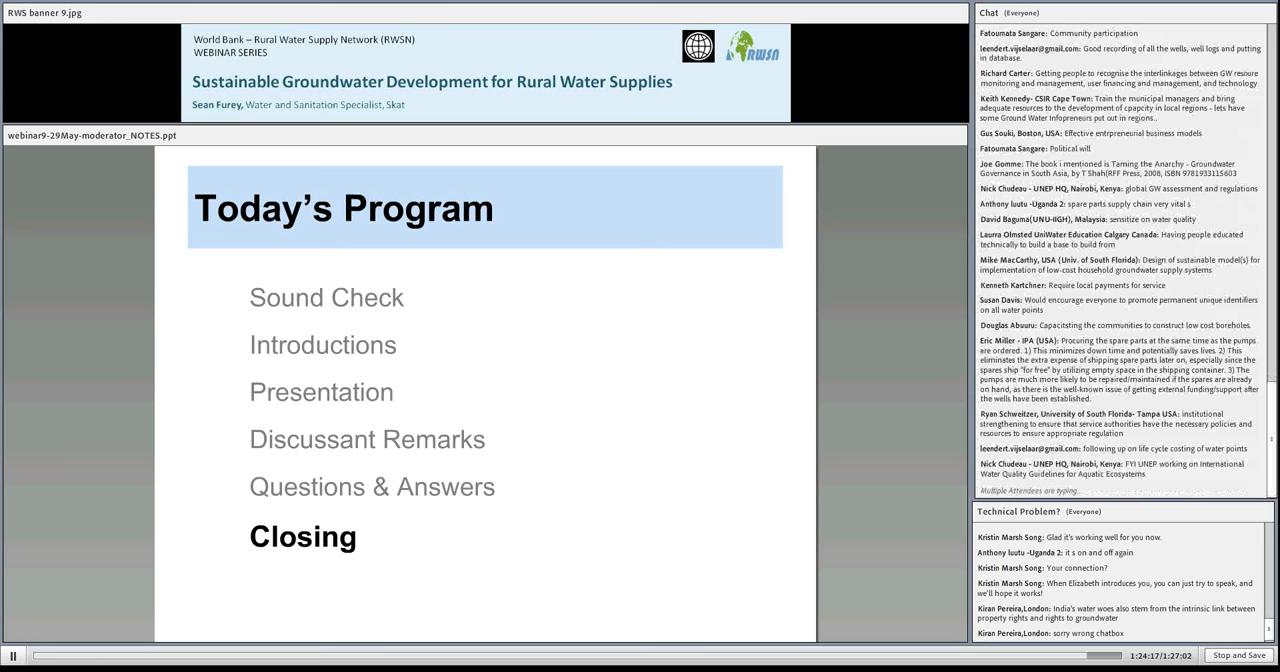 RWS banner 9.jpg
World Bank – Rural Water Supply Network (RWSN)
WEBINAR SERIES
RWSN
Sustainable Groundwater Development for Rural Water Supplies
Sean Furey, Water and Sanitation Specialist, Skat
webinar9-29May-moderator_NOTES.ppt
Today's Program
Sound Check
Introductions
Presentation
Discussant Remarks
Questions & Answers
Closing
Chat (Everyone)
Fatoumata Sangare: Community participation
leendert.vijselaar@gmail.com: Good recording of all the wells, well logs and putting
in database.
Richard Carter: Getting people to recognise the interlinkages between GW resoure
monitoring and management, user financing and management, and technology
Keith Kennedy- CSIR Cape Town: Train the municipal managers and bring
adequate resources to the development of cpapcity in local regions - lets have
some Ground Water Infopreneurs put out in regions..
Gus Souki, Boston, USA: Effective entrpreneurial business models
Fatoumata Sangare: Political will
Joe Gomme: The book i mentioned is Taming the Anarchy - Groundwater
Governance in South Asia, by T Shah(RFF Press, 2008, ISBN 9781933115603
Nick Chudeau - UNEP HQ, Nairobi, Kenya: global GW assessment and regulations
Anthony luutu -Uganda 2: spare parts supply chain very vital s
David Baguma(UNU-IIGH), Malaysia: sensitize on water quality
Laurra Olmsted UniWater Education Calgary Canada: Having people educated
technically to build a base to build from
Mike MacCarthy, USA (Univ. of South Florida): Design of sustainable model(s) for
implementation of low-cost household groundwater supply systems
Kenneth Kartchner: Require local payments for service
Susan Davis: Would encourage everyone to promote permanent unique identifiers
on all water points
Douglas Abuuru: Capacitsting the communities to construct low cost boreholes.
Eric Miller - IPA (USA): Procuring the spare parts at the same time as the pumps
are ordered. 1) This minimizes down time and potentially saves lives. 2) This
eliminates the extra expense of shipping spare parts later on, especially since the
spares ship "for free" by utilizing empty space in the shipping container. 3) The
pumps are much more likely to be repaired/maintained if the spares are already
on hand, as there is the well-known issue of getting external funding/support after
the wells have been established.
Ryan Schweitzer, University of South Florida- Tampa USA: institutional
strengthening to ensure that service authorities have the necessary policies and
resources to ensure appropriate regulation
leendert.vijselaar@gmail.com: following up on life cycle costing of water points
Nick Chudeau - UNEP HQ, Nairobi, Kenya: FYI UNEP working on International
Water Quality Guidelines for Aquatic Ecosystems
Multiple Attendees are typing...
Technical Problem? (Everyone)
Kristin Marsh Song: Glad it's working well for you now.
Anthony luutu -Uganda 2: it s on and off again
Kristin Marsh Song: Your connection?
Kristin Marsh Song: When Elizabeth introduces you, you can just try to speak, and
we'll hope it works!
Kiran Pereira,London: India's water woes also stem from the intrinsic link between
property rights and rights to groundwater
Kiran Pereira,London: sorry wrong chatbox
1:24:17/1:27:02
Stop and Save